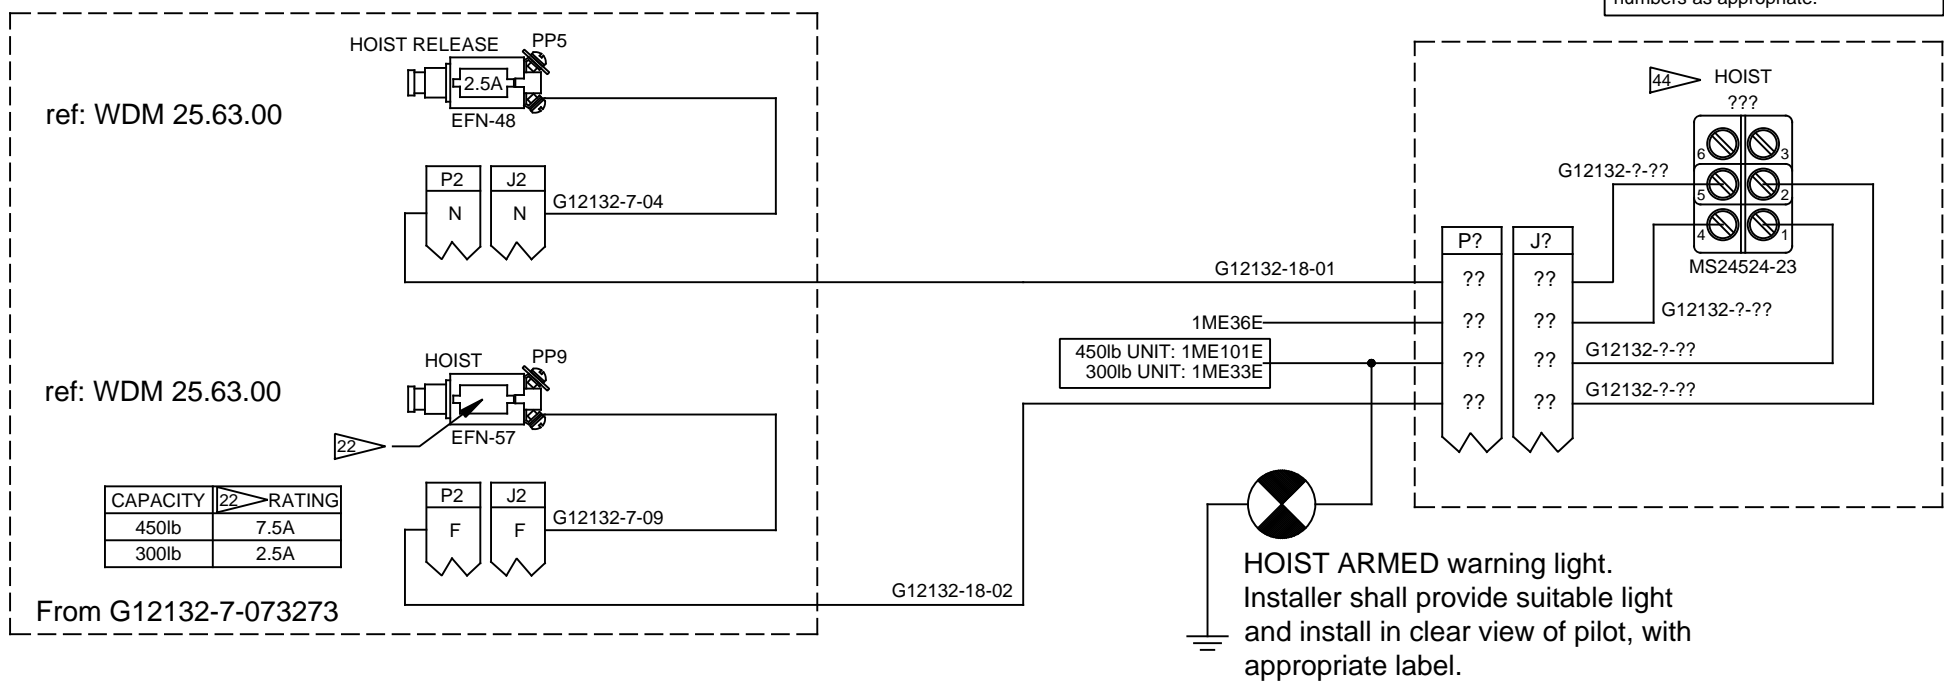 numbers as appropriate.
HOIST RELEASE
PP5
2.5A
EFN-48
ref: WDM 25.63.00
P2
J2
N
N
G12132-7-04
G12132-18-01
HOIST
PP9
EFN-57
ref: WDM 25.63.00
22
CAPACITY 22 RATING
450lb 7.5A
300lb 2.5A
P2
J2
F
F
G12132-7-09
G12132-18-02
From G12132-7-073273
44
HOIST
???
6
3
5
2
4
1
MS24524-23
G12132-?-??
G12132-?-??
G12132-?-??
G12132-?-??
P?
J?
??
??
??
??
??
??
??
??
1ME36E
450lb UNIT: 1ME101E
300lb UNIT: 1ME33E
HOIST ARMED warning light.
Installer shall provide suitable light
and install in clear view of pilot, with
appropriate label.